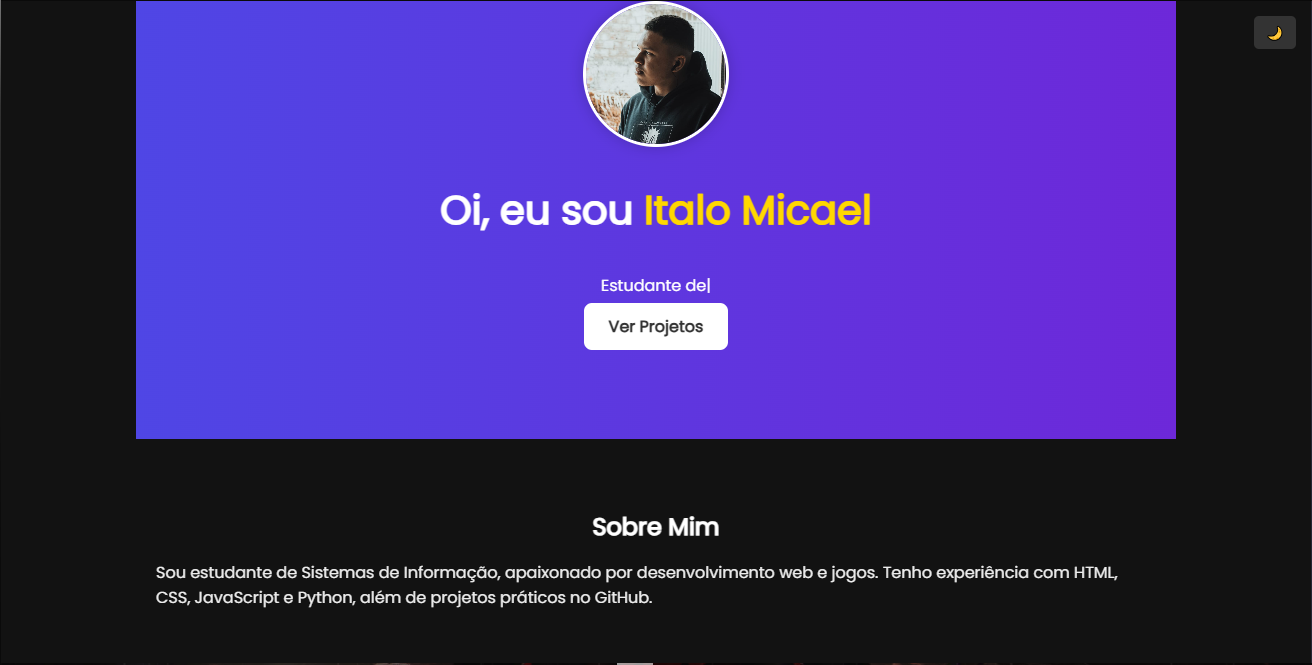 Oi, eu sou Italo Micael
Estudante de|
Ver Projetos
Sobre Mim
Sou estudante de Sistemas de Informação, apaixonado por desenvolvimento web e jogos. Tenho experiência com HTML,
CSS, JavaScript e Python, além de projetos práticos no GitHub.